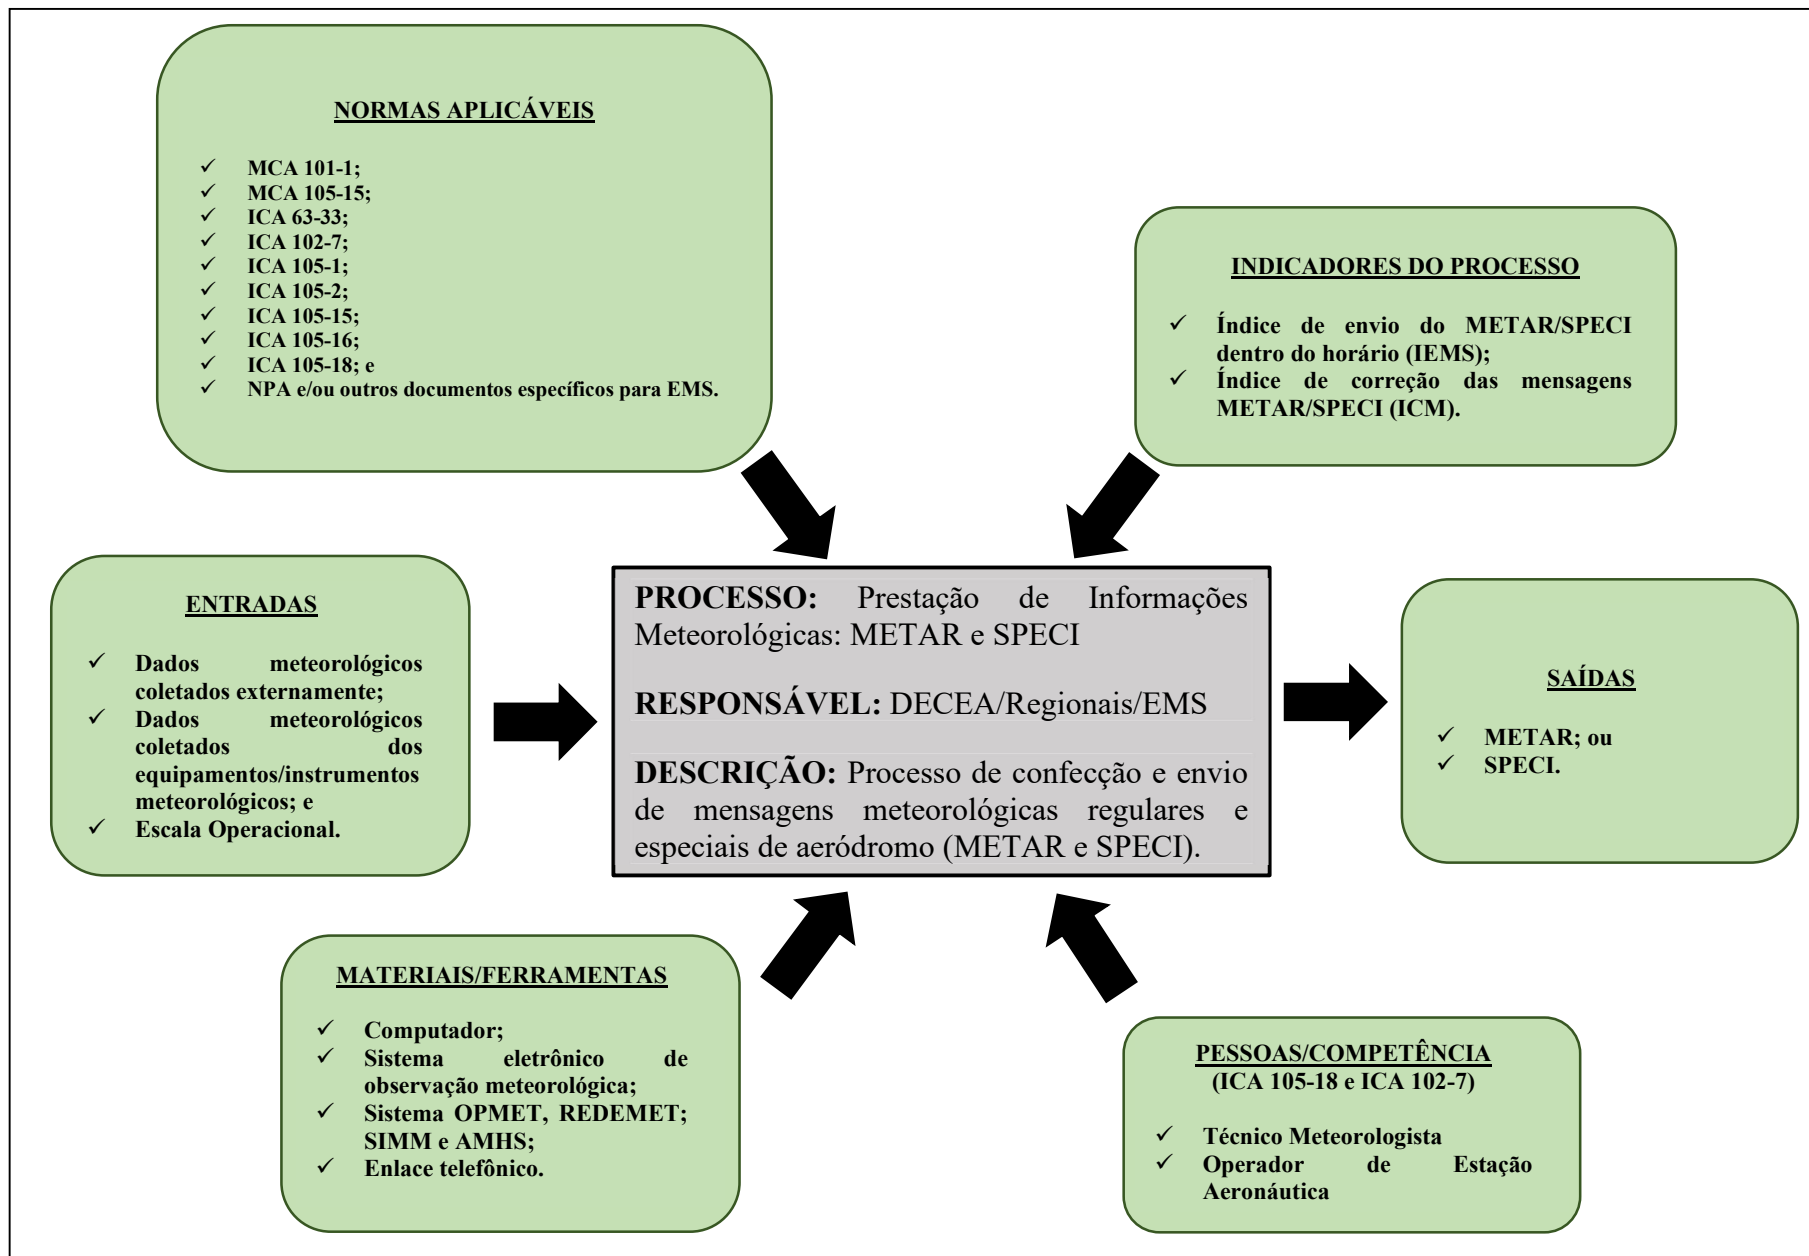 NORMAS APLICÁVEIS
✓ MCA 101-1;
✓ MCA 105-15;
✓ ICA 63-33;
✓ ICA 102-7;
✓ ICA 105-1;
✓ ICA 105-2;
✓ ICA 105-15;
✓ ICA 105-16;
✓ ICA 105-18; e
✓ NPA e/ou outros documentos específicos para EMS.
INDICADORES DO PROCESSO
✓ Índice de envio do METAR/SPECI
dentro do horário (IEMS);
✓ Índice de correção das mensagens
METAR/SPECI (ICM).
ENTRADAS
✓ Dados meteorológicos
coletados externamente;
✓ Dados meteorológicos
coletados dos
equipamentos/instrumentos
meteorológicos; e
✓ Escala Operacional.
PROCESSO: Prestação de Informações
Meteorológicas: METAR e SPECI
RESPONSÁVEL: DECEA/Regionais/EMS
DESCRIÇÃO: Processo de confecção e envio
de mensagens meteorológicas regulares e
especiais de aeródromo (METAR e SPECI).
SAÍDAS
✓ METAR; ou
✓ SPECI.
MATERIAIS/FERRAMENTAS
✓ Computador;
✓ Sistema eletrônico de
observação meteorológica;
✓ Sistema OPMET, REDEMET;
SIMM e AMHS;
✓ Enlace telefônico.
PESSOAS/COMPETÊNCIA
(ICA 105-18 e ICA 102-7)
✓ Técnico Meteorologista
✓ Operador de Estação
Aeronáutica